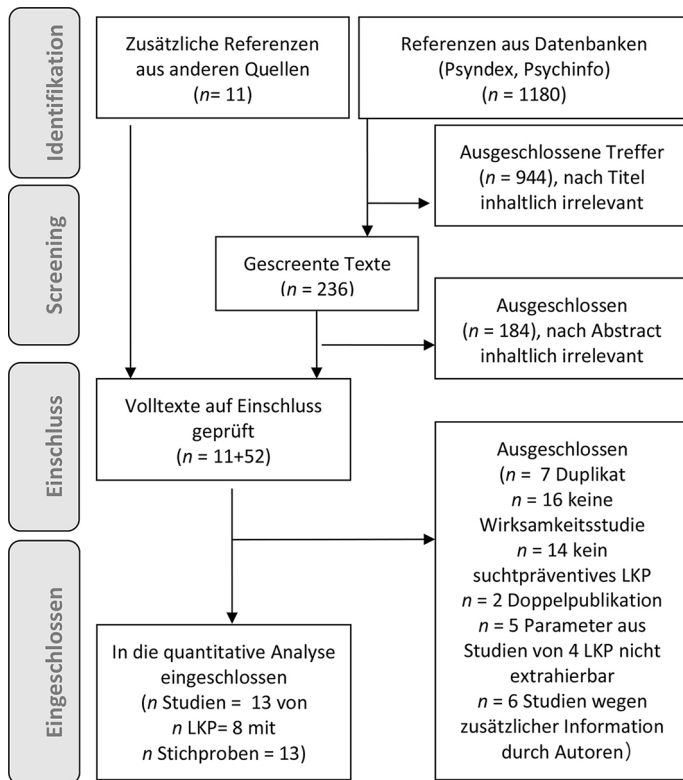 Identifikation
Zusätzliche Referenzen
aus anderen Quellen
(n= 11)
Referenzen aus Datenbanken
(Psyndex, Psychinfo)
n = 1180)
Ausgeschlossene Treffer
(n = 944), nach Titel
inhaltlich irrelevant
Screening
Gescreente Texte
(n = 236)
Ausgeschlossen
(n = 184), nach Abstract
inhaltlich irrelevant
Einschluss
Volltexte auf Einschluss
geprüft
(n = 11+52)
Ausgeschlossen
(n = 7 Duplikat
n = 16 keine
Wirksamkeitsstudie
n = 14 kein
suchtpräventives LKP
n = 2 Doppelpublikation
n = 5 Parameter aus
Studien von 4 LKP nicht
extrahierbar
n = 6 Studien wegen
zusätzlicher Information
durch Autoren)
Eingeschlossen
In die quantitative Analyse
eingeschlossen
(n Studien = 13 von
n LKP= 8 mit
n Stichproben = 13)